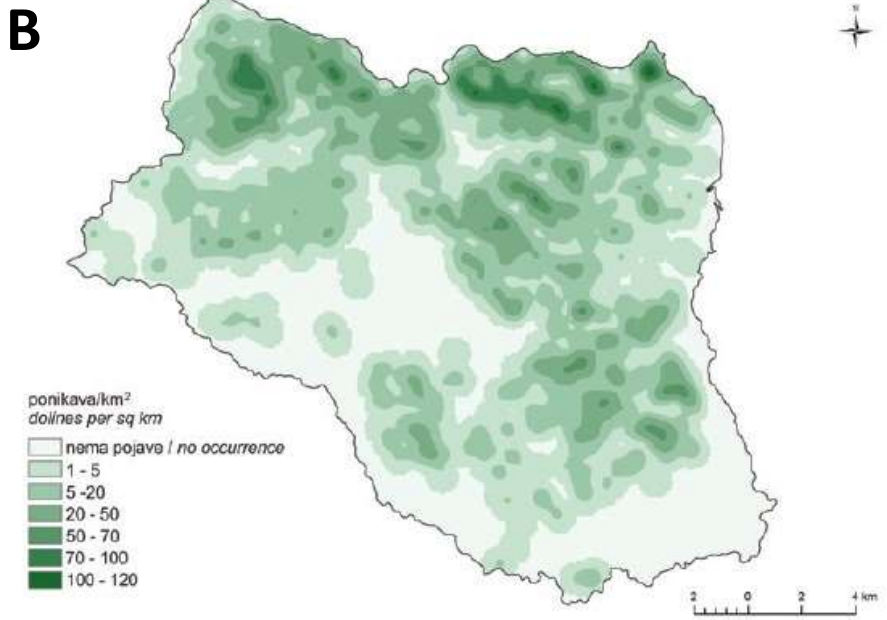 B
N
ponikava/km²
dolines per sq km
nema pojave / no occurrence
1 - 5
5 -20
20 - 50
50 - 70
70 - 100
100 - 120
2 0 2 4 km